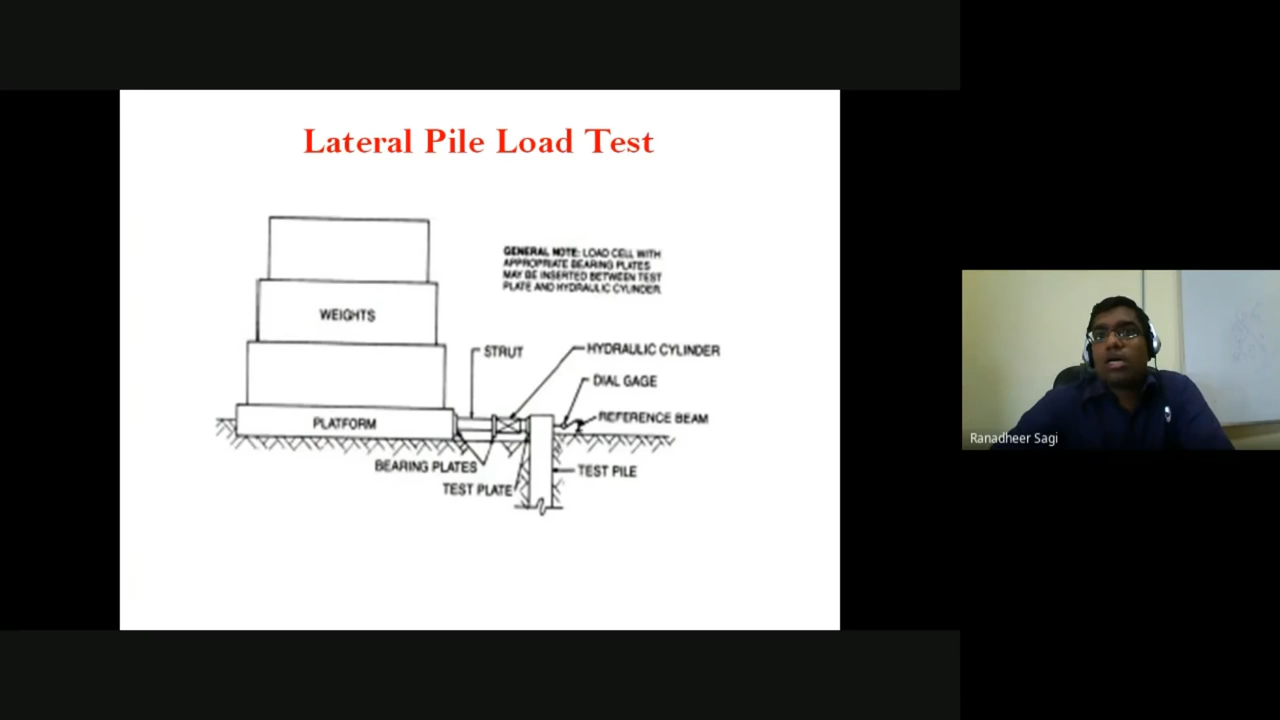 Lateral Pile Load Test
GENERAL NOTE: LOAD CELL WITH
APPROPRIATE BEARING PLATES
MAY BE INSERTED BETWEEN TEST
PLATE AND HYDRAULIC CYLINDER.
WEIGHTS
STRUT
HYDRAULIC CYLINDER
DIAL GAGE
REFERENCE BEAM
PLATFORM
BEARING PLATES
TEST PILE
TEST PLATE
Ranadheer Sagi